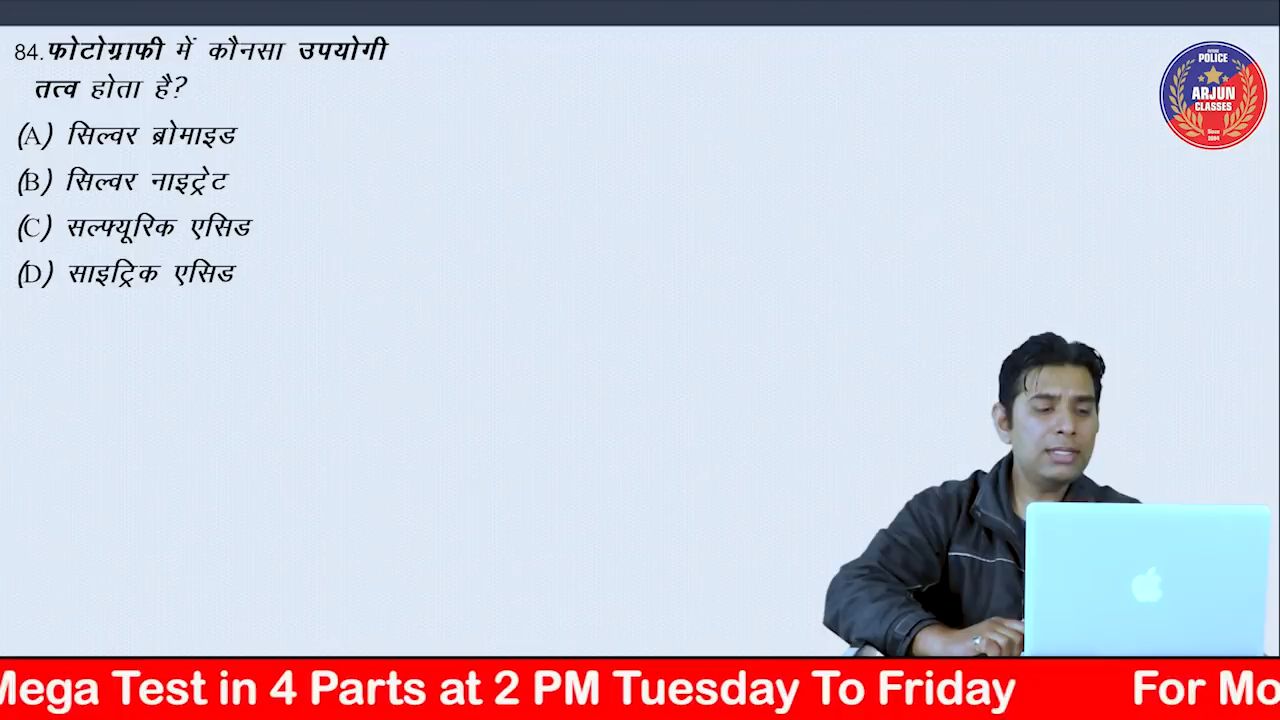 84.फोटोग्राफी में कौनसा उपयोगी
तत्व होता है?
(A) सिल्वर ब्रोमाइड
(B) सिल्वर नाइट्रेट
(C) सल्फ्यूरिक एसिड
(D) साइट्रिक एसिड
POLICE
ARJUN
CLASSES
Since
Mega Test in 4 Parts at 2 PM Tuesday To Friday For Mo